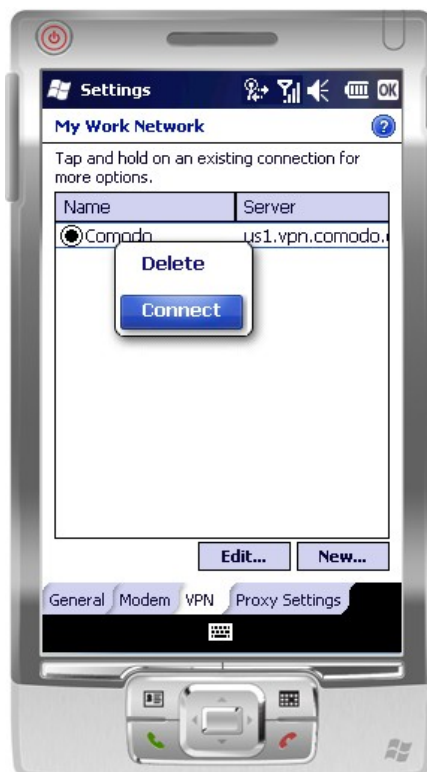 Settings
OK
My Work Network
?
Tap and hold on an existing connection for
more options.
Name Server
Comodo us1.vpn.comodo.
Delete
Connect
Edit... New...
General Modem VPN Proxy Settings